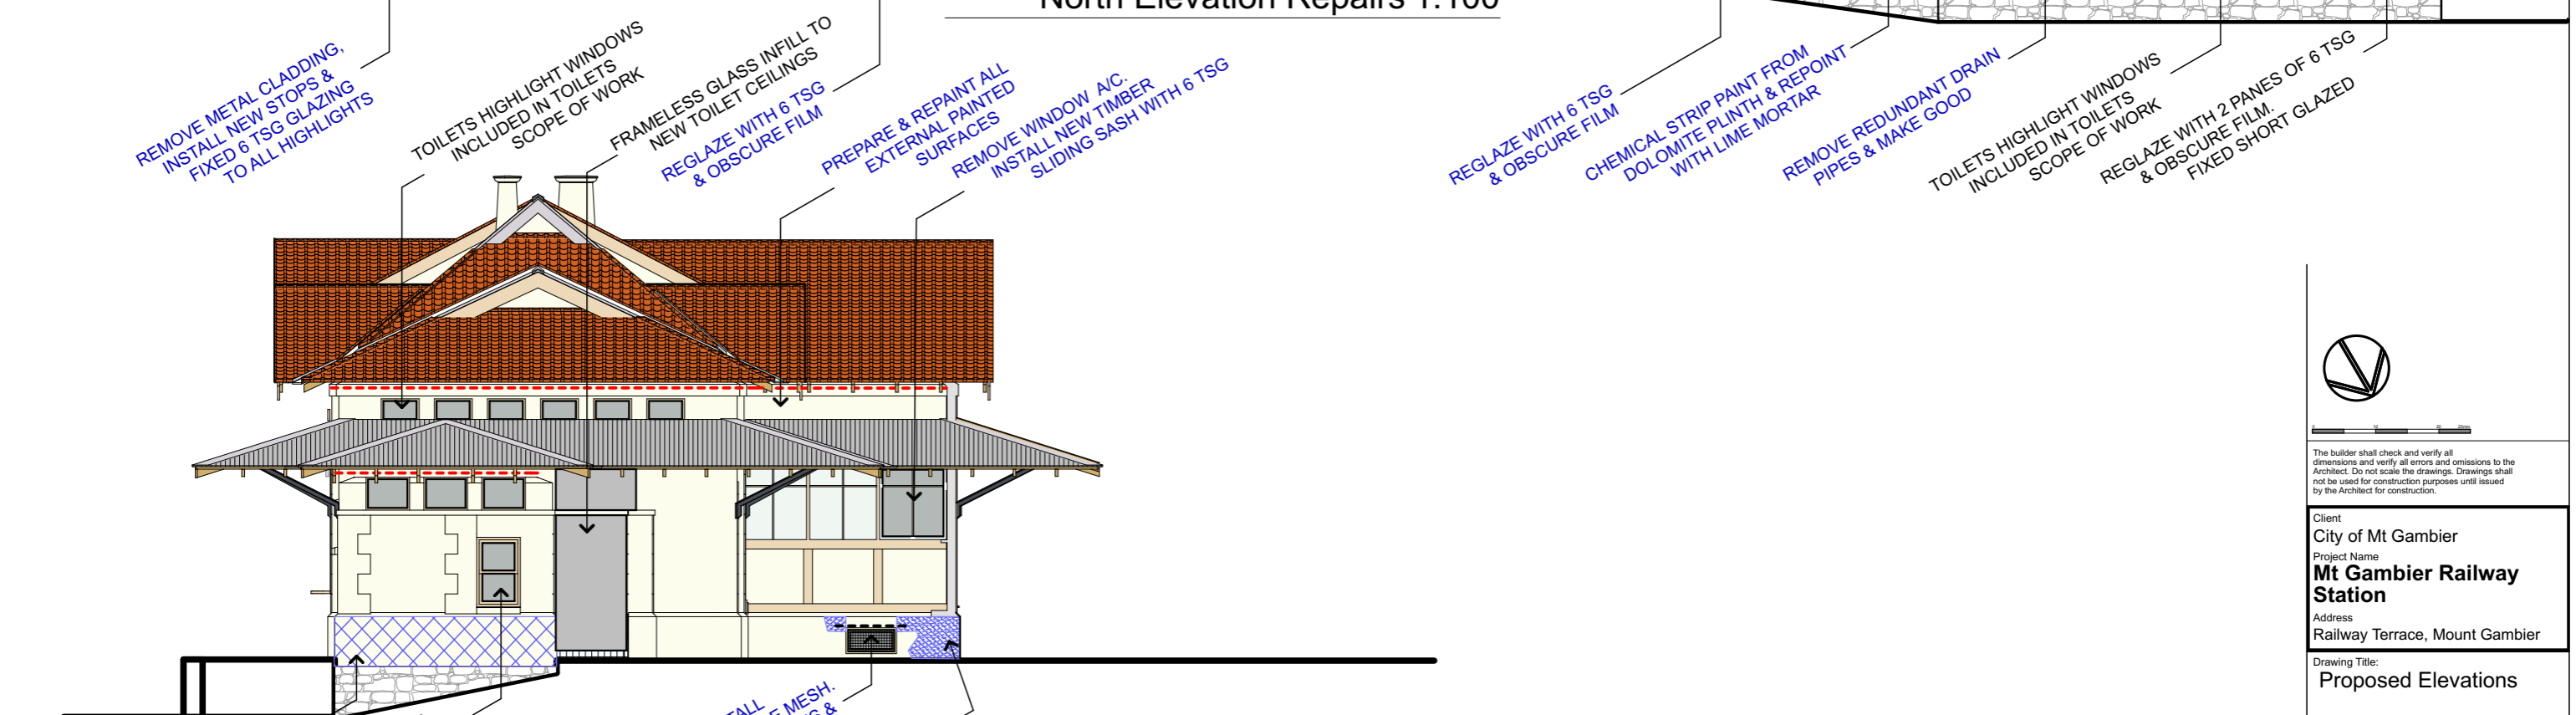 North Elevation Repairs 1:100
REMOVE METAL CLADDING,
INSTALL NEW STOPS &
FIXED 6 TSG GLAZING
TO ALL HIGHLIGHTS
TOILETS HIGHLIGHT WINDOWS
INCLUDED IN TOILETS
SCOPE OF WORK
FRAMELESS GLASS INFILL TO
NEW TOILET CEILINGS
REGLAZE WITH 6 TSG
& OBSCURE FILM
PREPARE & REPAINT ALL
EXTERNAL PAINTED
SURFACES
REMOVE WINDOW A/C.
INSTALL NEW TIMBER
SLIDING SASH WITH 6 TSG
REGLAZE WITH 6 TSG
& OBSCURE FILM
CHEMICAL STRIP PAINT FROM
DOLOMITE PLINTH & REPOINT
WITH LIME MORTAR
REMOVE REDUNDANT DRAIN
PIPES & MAKE GOOD
TOILETS HIGHLIGHT WINDOWS
INCLUDED IN TOILETS
SCOPE OF WORK
REGLAZE WITH 2 PANES OF 6 TSG
& OBSCURE FILM.
FIXED SHORT GLAZED
The builder shall check and verify all
dimensions and verify all errors and omissions to the
Architect. Do not scale the drawings. Drawings shall
not be used for construction purposes until issued
by the Architect for construction.
Client
City of Mt Gambier
Project Name
Mt Gambier Railway
Station
Address
Railway Terrace, Mount Gambier
Drawing Title:
Proposed Elevations
MESH.
&